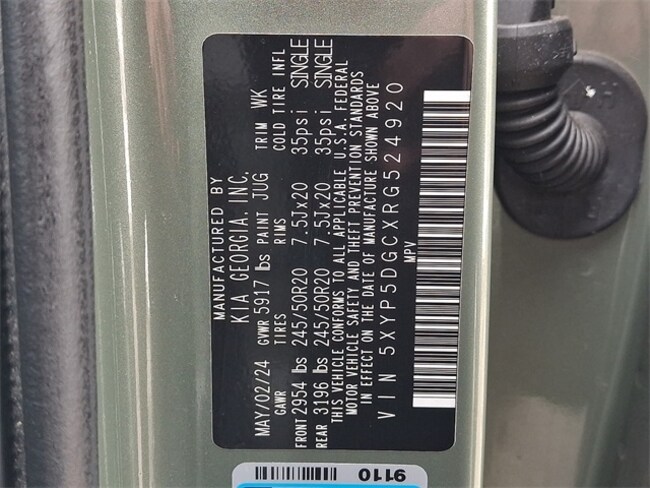 MANUFACTURED BY
KIA GEORGIA, INC.
MAY/02/24 GVWR 5917 lbs PAINT JUG TRIM WK
GAWR TIRES RIMS COLD TIRE INFL
FRONT 2954 lbs 245/50R20 7.5Jx20 35psi SINGLE
REAR 3196 lbs 245/50R20 7.5Jx20 35psi SINGLE
THIS VEHICLE CONFORMS TO ALL APPLICABLE U.S.A. FEDERAL
MOTOR VEHICLE SAFETY AND THEFT PREVENTION STANDARDS
IN EFFECT ON THE DATE OF MANUFACTURE SHOWN ABOVE
VIN 5XYP5DGCXRG524920
MPV
9110